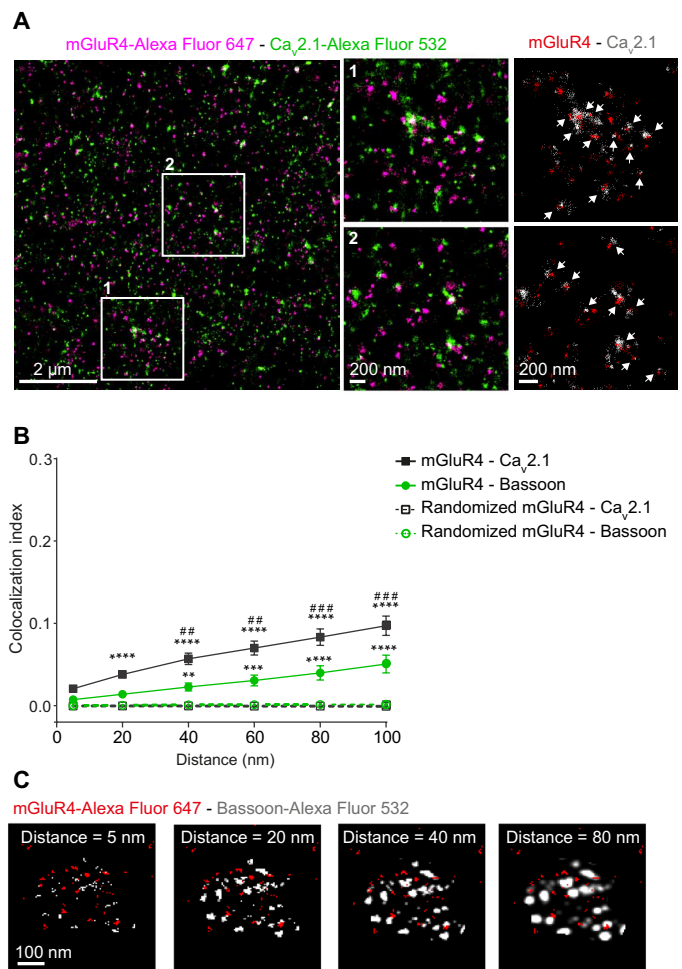 A
mGluR4-Alexa Fluor 647 - Cav2.1-Alexa Fluor 532
mGluR4 - Cav2.1
1
2
1
2 µm
2
200 nm
200 nm
B
0.3
0.2
0.1
0.0
Colocalization index
0 20 40 60 80 100
Distance (nm)
****
##
****
##
****
###
****
###
****
**
***
****
****
mGluR4 - Cav2.1
mGluR4 - Bassoon
Randomized mGluR4 - Cav2.1
Randomized mGluR4 - Bassoon
C
mGluR4-Alexa Fluor 647 - Bassoon-Alexa Fluor 532
Distance = 5 nm
Distance = 20 nm
Distance = 40 nm
Distance = 80 nm
100 nm